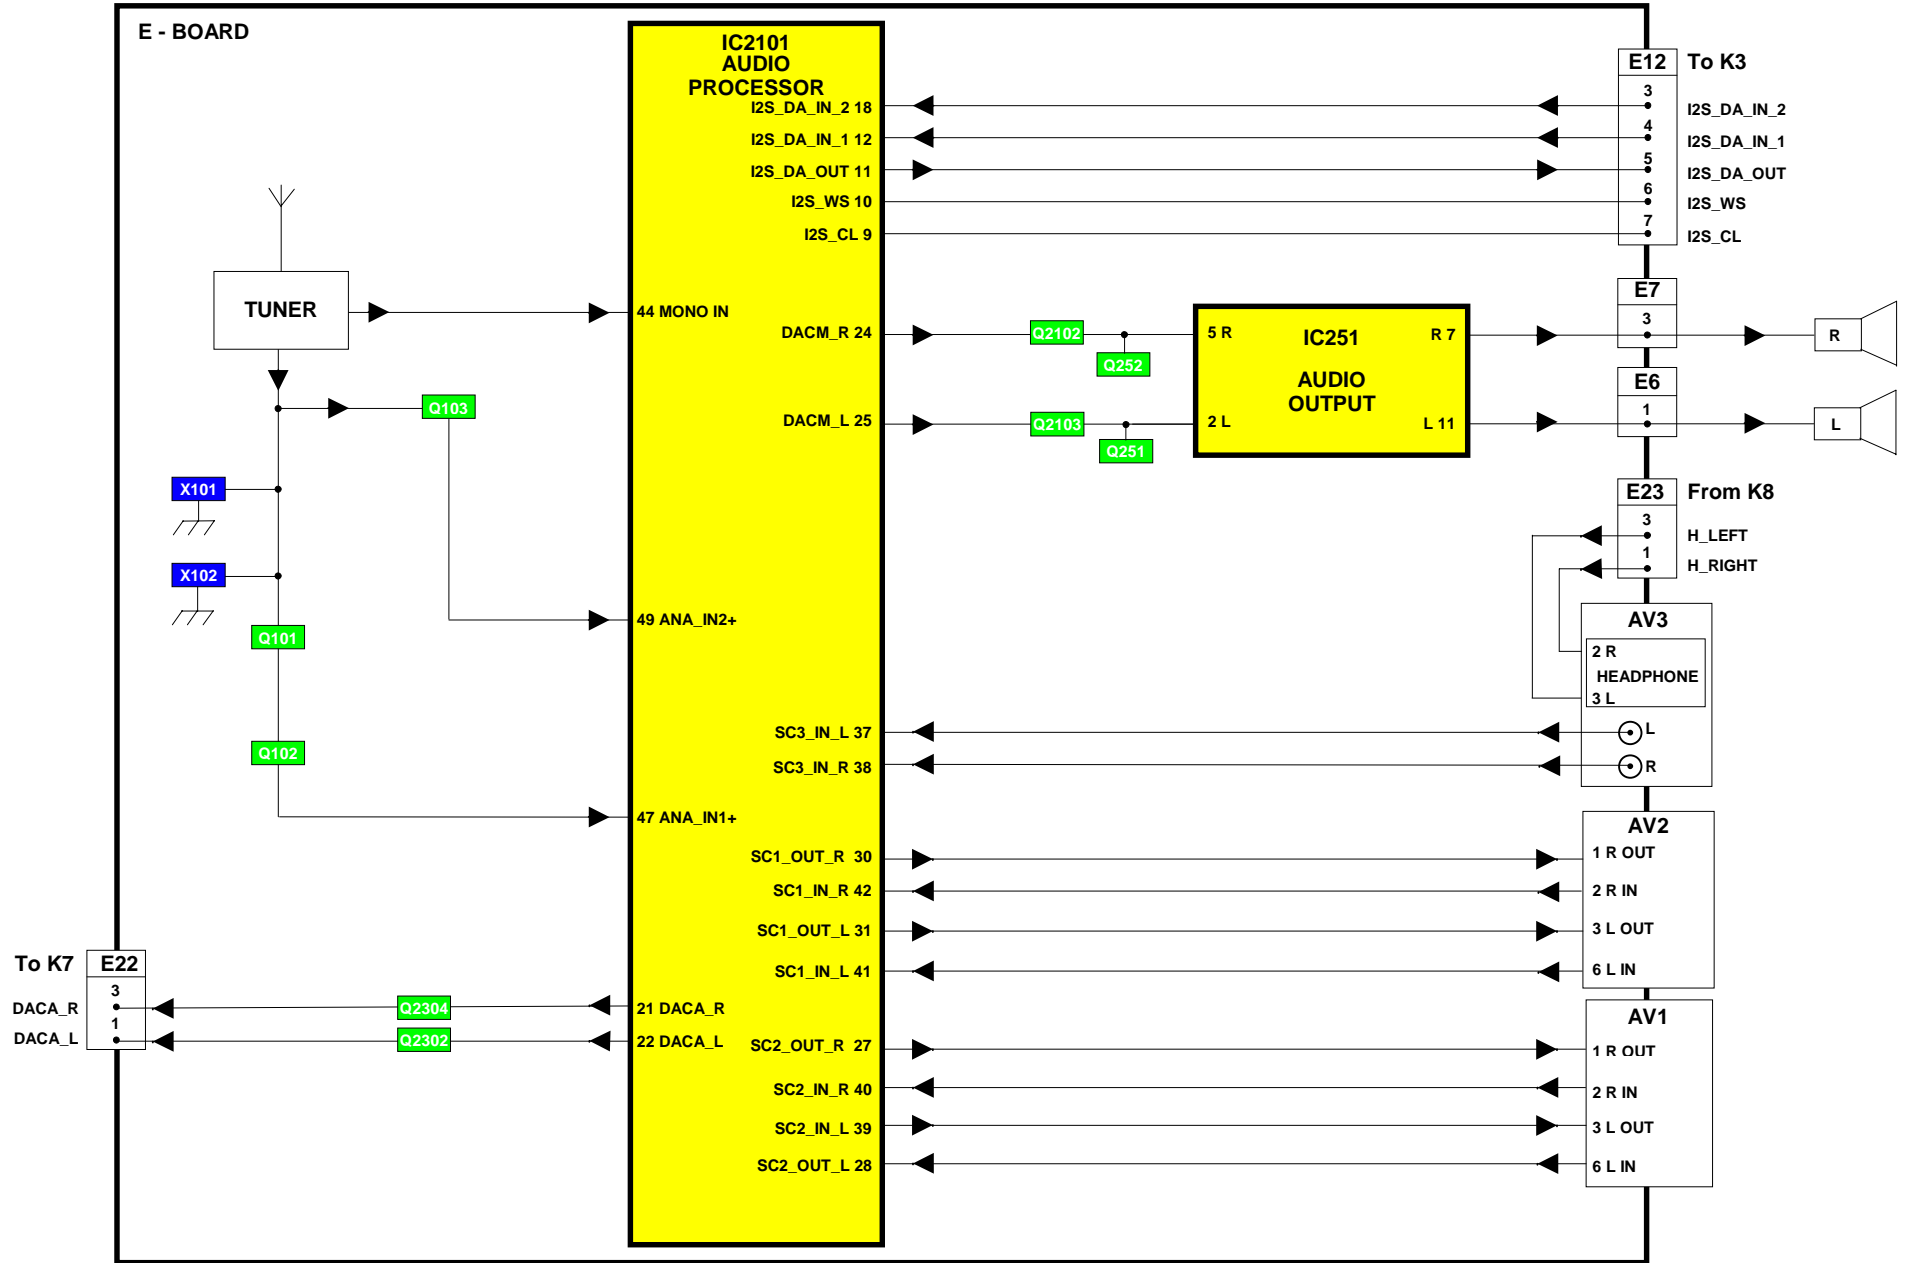 E - BOARD
IC2101
AUDIO
PROCESSOR
I2S_DA_IN_2 18
I2S_DA_IN_1 12
I2S_DA_OUT 11
I2S_WS 10
I2S_CL 9
E12 To K3
3
I2S_DA_IN_2
4
I2S_DA_IN_1
5
I2S_DA_OUT
6
I2S_WS
7
I2S_CL
TUNER
44 MONO IN
DACM_R 24
Q2102
Q252
5 R
IC251
R 7
AUDIO
OUTPUT
E7
3
R
Q103
DACM_L 25
Q2103
Q251
2 L
L 11
E6
1
L
X101
X102
Q101
Q102
49 ANA_IN2+
47 ANA_IN1+
E23 From K8
3
H_LEFT
1
H_RIGHT
AV3
2 R
HEADPHONE
3 L
L
R
SC3_IN_L 37
SC3_IN_R 38
AV2
SC1_OUT_R 30
1 R OUT
SC1_IN_R 42
2 R IN
SC1_OUT_L 31
3 L OUT
SC1_IN_L 41
6 L IN
To K7 E22
3
DACA_R
1
DACA_L
Q2304
Q2302
21 DACA_R
22 DACA_L
AV1
SC2_OUT_R 27
1 R OUT
SC2_IN_R 40
2 R IN
SC2_IN_L 39
3 L OUT
SC2_OUT_L 28
6 L IN